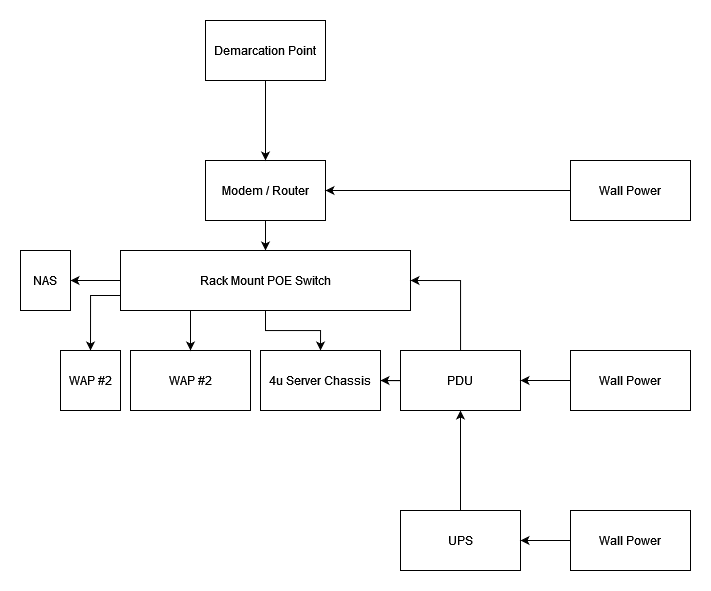 Demarcation Point
Modem / Router
Wall Power
NAS
Rack Mount POE Switch
WAP #2
WAP #2
4u Server Chassis
PDU
Wall Power
UPS
Wall Power